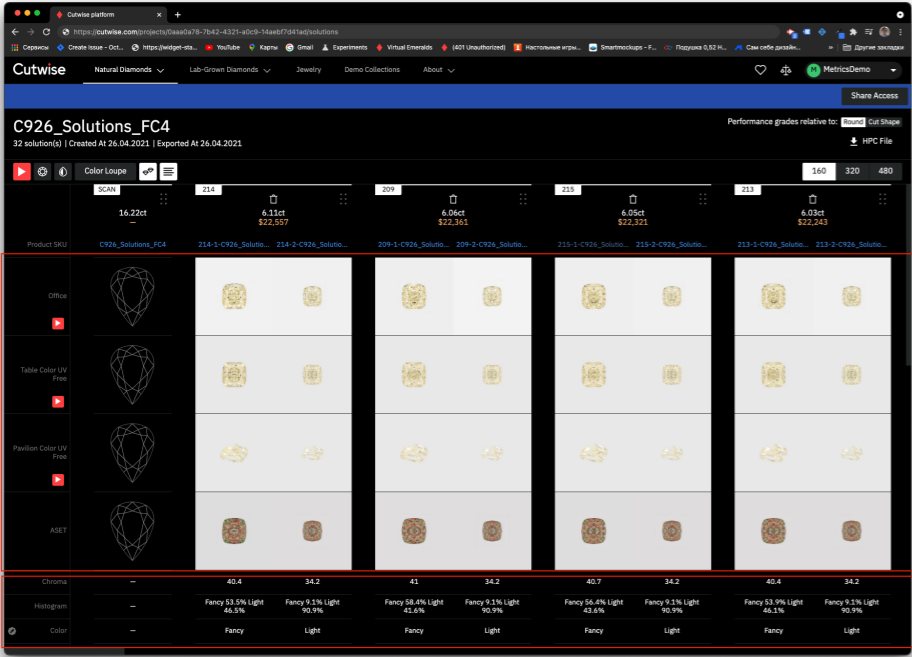 Cutwise platform
https://cutwise.com/projects/0aae0a78-7b42-4321-a0c9-14aebf7d41ad/solutions
Сервисы Create Issue - Oct... https://widget-sta... YouTube Карты Gmail Experiments Virtual Emeralds (401 Unauthorized) Настольные игры... Smartmockups - F... Подушка 0,52 H... Сам себе дизайн... » Другие закладки
Cutwise Natural Diamonds Lab-Grown Diamonds Jewelry Demo Collections About M MetricsDemo
Share Access
C926_Solutions_FC4
Performance grades relative to: Round Cut Shape
32 solution(s) | Created At 26.04.2021 | Exported At 26.04.2021
HPC File
Color Loupe 160 320 480
SCAN 214 209 215 213
16.22ct 6.11ct 6.06ct 6.05ct 6.03ct
– $22,557 $22,361 $22,321 $22,243
Product SKU C926_Solutions_FC4 214-1-C926_Solutio... 214-2-C926_Solutio... 209-1-C926_Solutio... 209-2-C926_Solutio... 215-1-C926_Solutio... 215-2-C926_Solutio... 213-1-C926_Solutio... 213-2-C926_Solutio...
Office
Table Color UV
Free
Pavilion Color UV
Free
ASET
Chroma – 40.4 34.2 41 34.2 40.7 34.2 40.4 34.2
Histogram – Fancy 53.5% Light Fancy 9.1% Light Fancy 58.4% Light Fancy 9.1% Light Fancy 56.4% Light Fancy 9.1% Light Fancy 53.9% Light Fancy 9.1% Light
46.5% 90.9% 41.6% 90.9% 43.6% 90.9% 46.1% 90.9%
Color – Fancy Light Fancy Light Fancy Light Fancy Light